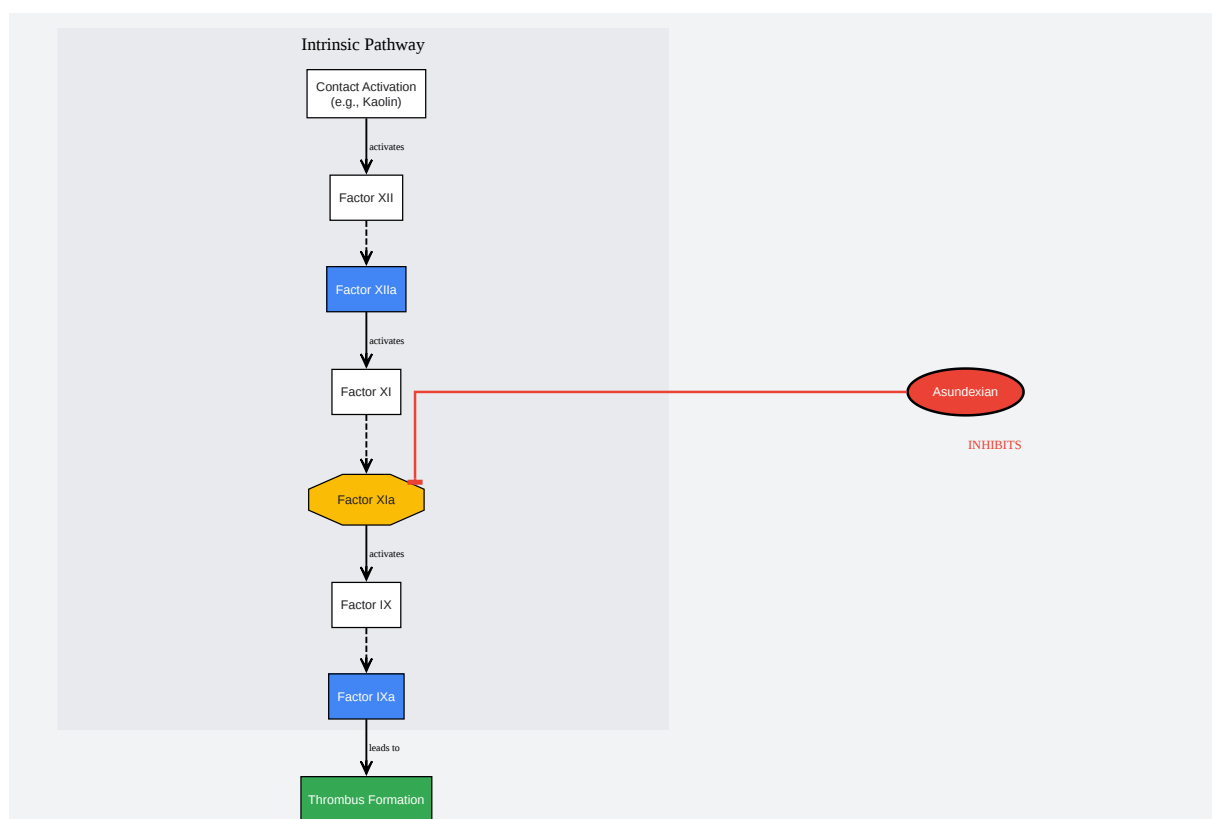 Intrinsic Pathway
Contact Activation
(e.g., Kaolin)
activates
Factor XII
Factor XIIa
activates
Factor XI
Asundexian
INHIBITS
Factor XIa
activates
Factor IX
Factor IXa
leads to
Thrombus Formation